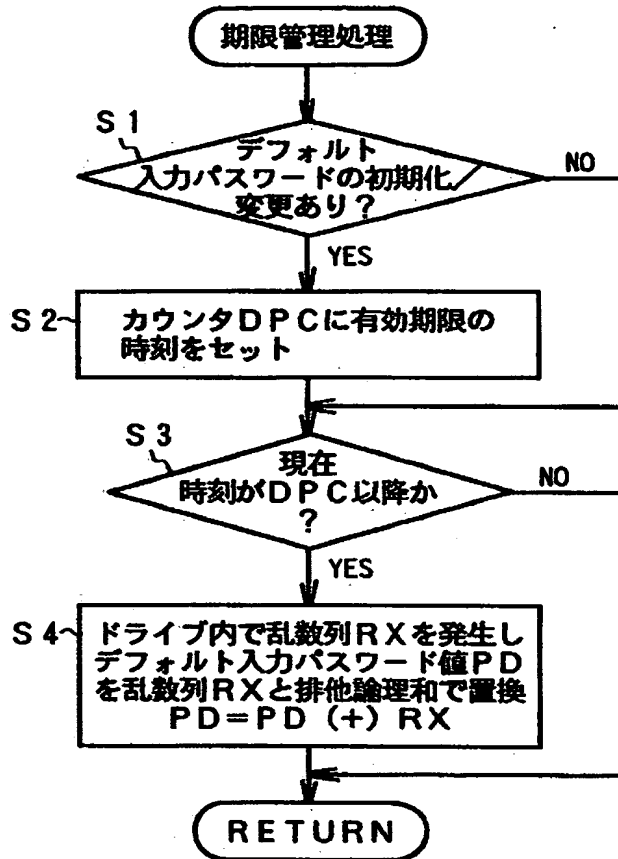 期限管理処理
S1
デフォルト
入力パスワードの初期化/
変更あり?
NO
YES
S2
カウンタDPCに有効期限の
時刻をセット
S3
現在
時刻がDPC以降か
?
NO
YES
S4
ドライブ内で乱数列RXを発生し
デフォルト入力パスワード値PD
を乱数列RXと排他論理和で置換
PD=PD (+) RX
RETURN